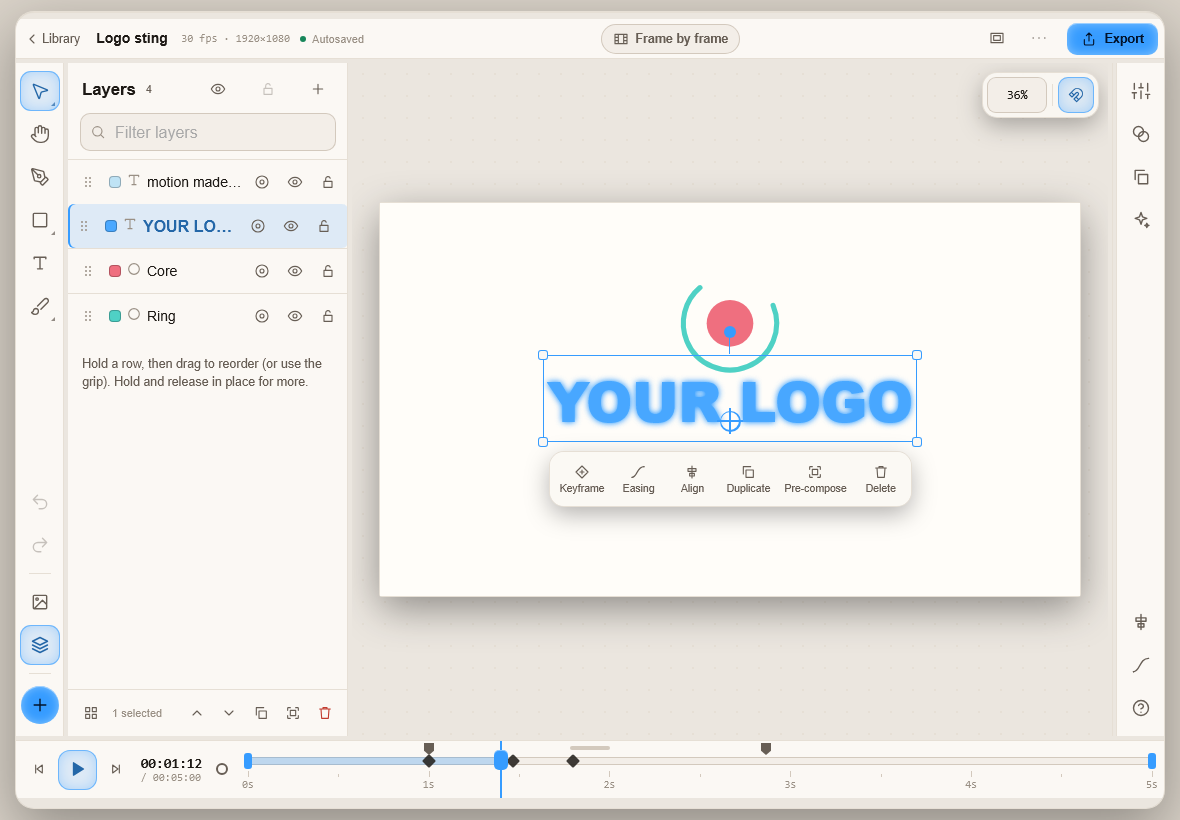 Library
Logo sting
30 fps · 1920×1080
Autosaved
Frame by frame
Export
Layers 4
Filter layers
motion made...
YOUR LO...
Core
Ring
Hold a row, then drag to reorder (or use the
grip). Hold and release in place for more.
36%
YOUR LOGO
Keyframe
Easing
Align
Duplicate
Pre-compose
Delete
1 selected
00:01:12
/ 00:05:00
0s
1s
2s
3s
4s
5s